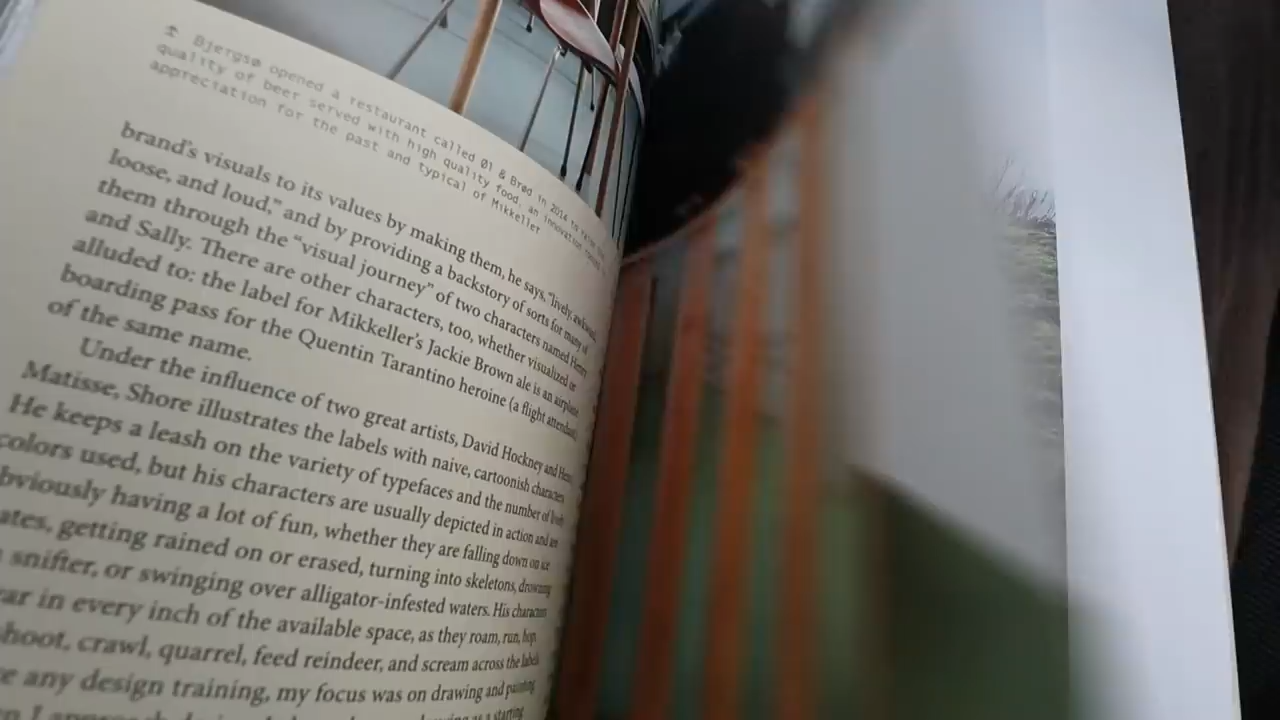 Bjergsø opened a restaurant called Øl & Brød in 2014 to raise
quality of beer served with high quality food, an innovation
appreciation for the past and typical of Mikkeller
brand's visuals to its values by making them, he says, "lively, awkward,
loose, and loud," and by providing a backstory of sorts for many of
them through the "visual journey" of two characters named Henry
and Sally. There are other characters, too, whether visualized or
alluded to: the label for Mikkeller's Jackie Brown ale is an airplane
boarding pass for the Quentin Tarantino heroine (a flight attendant)
of the same name.
Under the influence of two great artists, David Hockney and Henri
Matisse, Shore illustrates the labels with naive, cartoonish characters
He keeps a leash on the variety of typefaces and the number of
colors used, but his characters are usually depicted in action and are
bviously having a lot of fun, whether they are falling down on ice
ates, getting rained on or erased, turning into skeletons, drowning
snifter, or swinging over alligator-infested waters. His characters
ar in every inch of the available space, as they roam, run, hop,
hoot, crawl, quarrel, feed reindeer, and scream across the labels
e any design training, my focus was on drawing and painting
I approach as a starting